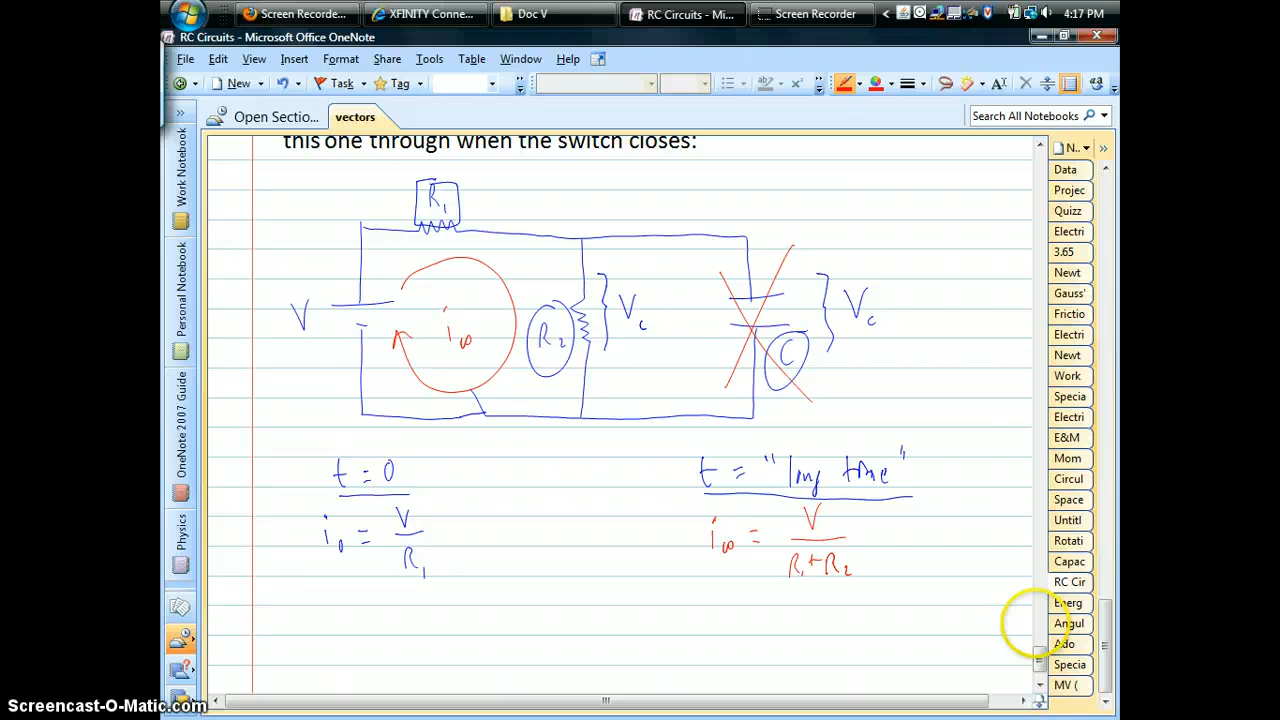 Screen Recorde...
XFINITY Conne...
Doc V
RC Circuits - Mi...
Screen Recorder
4:17 PM
RC Circuits - Microsoft Office OneNote
File Edit View Insert Format Share Tools Table Window Help
New Task Tag
Open Sectio...
vectors
Search All Notebooks
Work Notebook
Personal Notebook
OneNote 2007 Guide
Physics
N..
Data
Projec
Quizz
Electri
3.65
Newt
Gauss'
Frictio
Electri
Newt
Work
Specia
Electri
E&M
Mom
Circul
Space
Untitl
Rotati
Capac
RC Cir
Energ
Angul
Ado
Specia
MV (
this one through when the switch closes:
R₁
V
i∞
R₂
V꜀
C
V꜀
t = 0
t = "long time"
i₀ = V / R₁
i∞ = V / R₁+R₂
Screencast-O-Matic.com